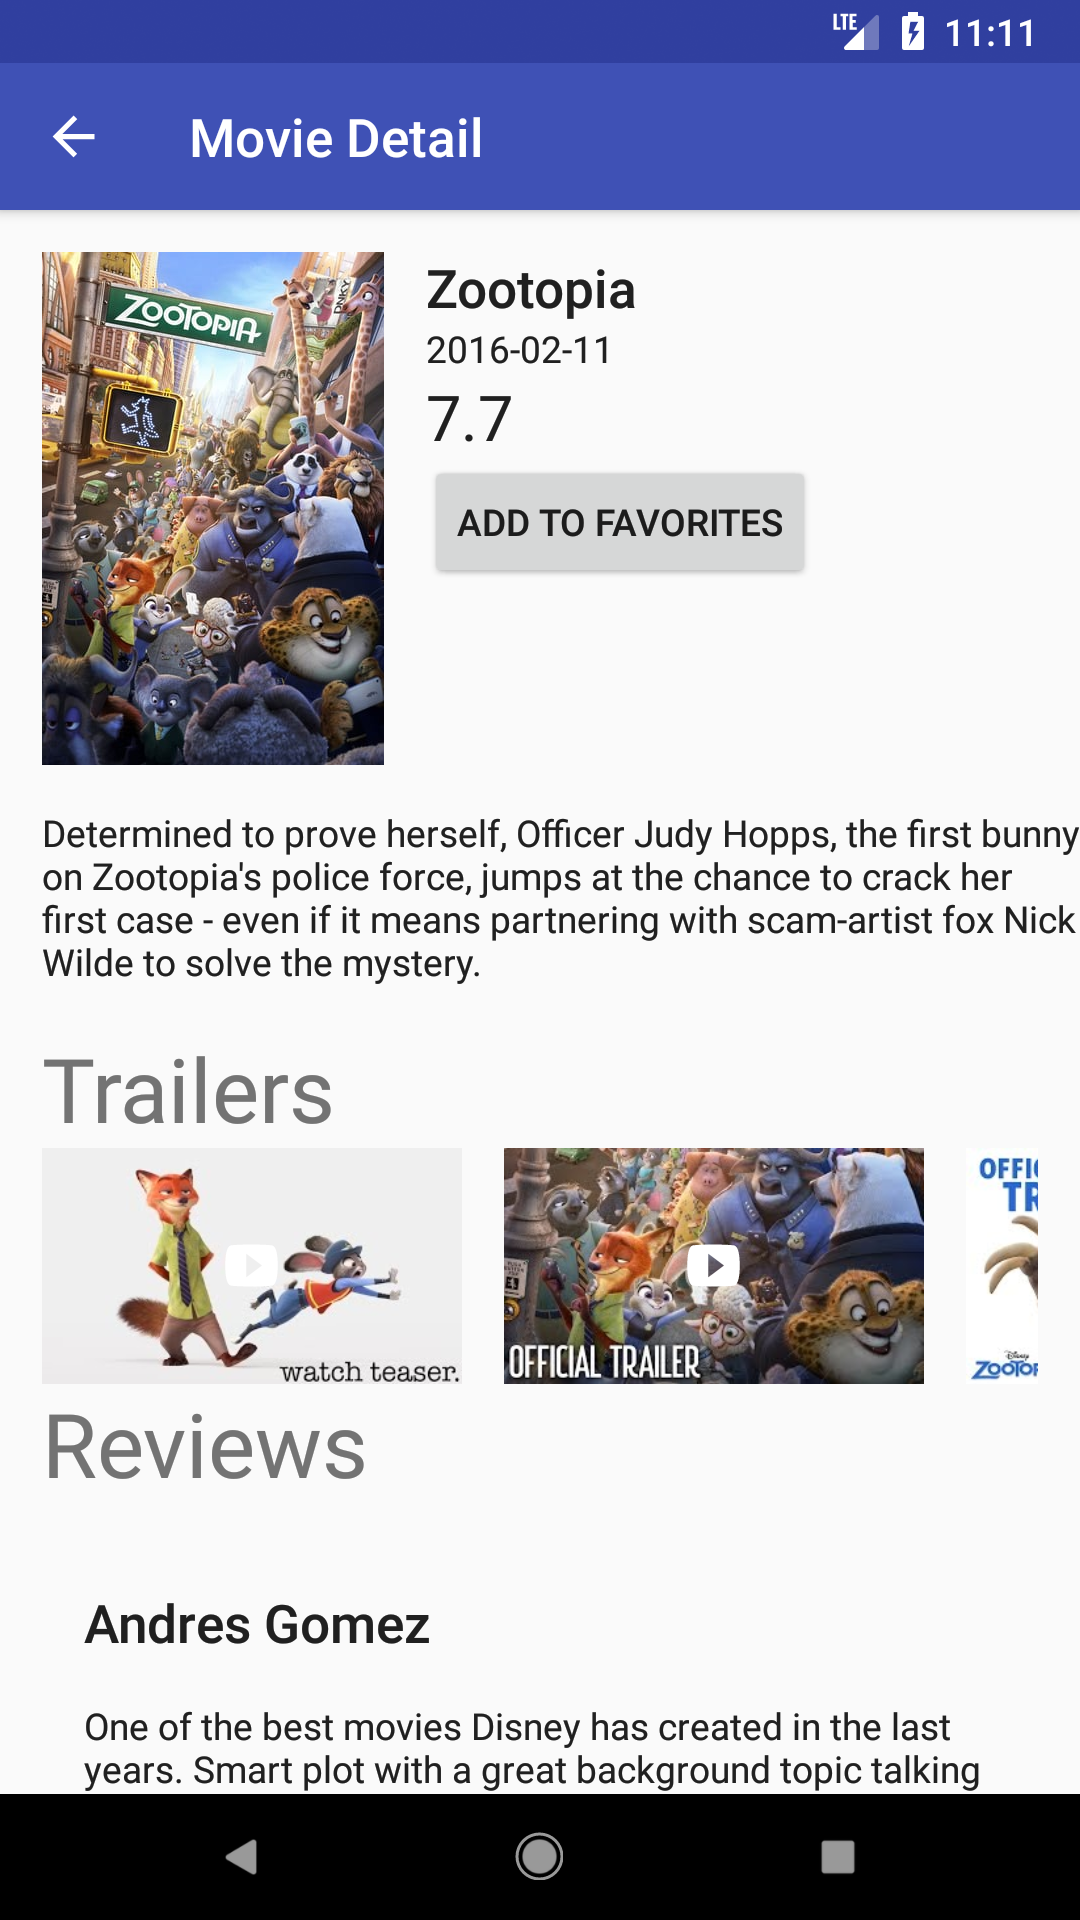 LTE 11:11
Movie Detail
ZOOTOPIA
DNKY
Zootopia
2016-02-11
7.7
ADD TO FAVORITES
Determined to prove herself, Officer Judy Hopps, the first bunny
on Zootopia's police force, jumps at the chance to crack her
first case - even if it means partnering with scam-artist fox Nick
Wilde to solve the mystery.
Trailers
watch teaser.
OFFICIAL TRAILER
OFFIC
TR
Disney
ZOOTOP
Reviews
Andres Gomez
One of the best movies Disney has created in the last
years. Smart plot with a great background topic talking